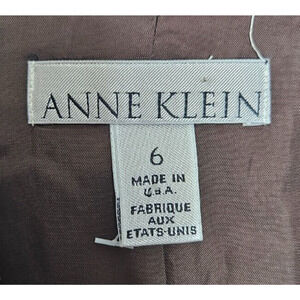 ANNE KLEIN
6
MADE IN
U.S.A.
FABRIQUE
AUX
ETATS-UNIS